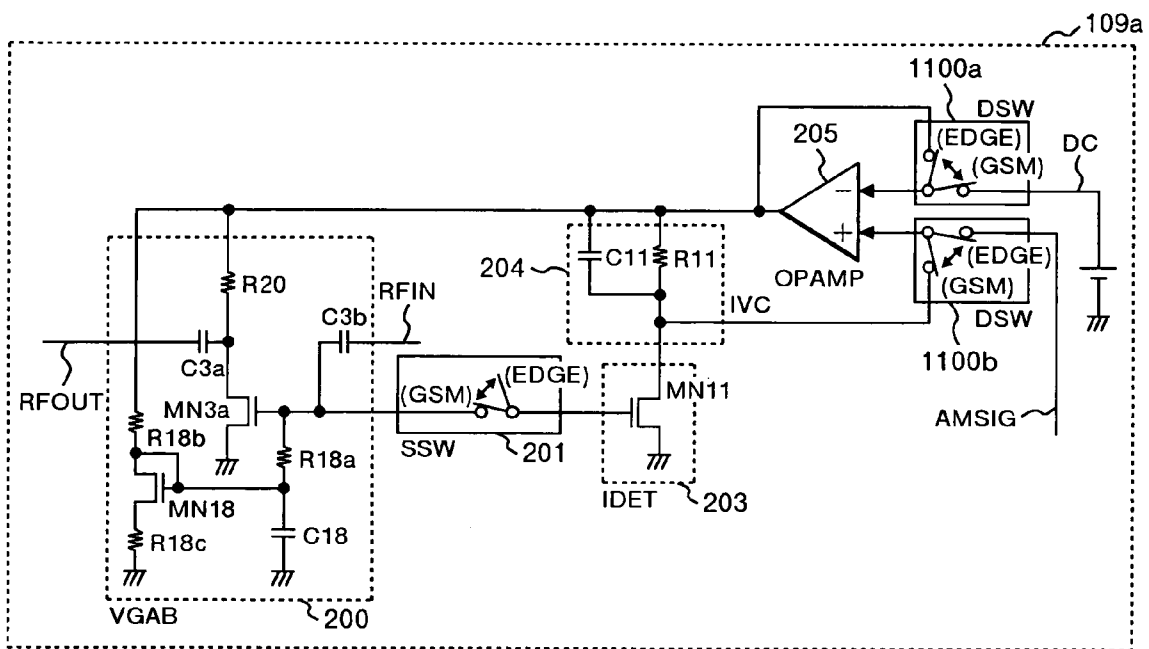 109a
1100a
DSW
205
(EDGE)
DC
(GSM)
−
+
204
C11
R11
OPAMP
(EDGE)
R20
RFIN
(GSM)
IVC
DSW
C3b
1100b
C3a
(EDGE)
MN11
RFOUT
(GSM)
MN3a
AMSIG
R18b
R18a
SSW
201
MN18
IDET
203
R18c
C18
VGAB
200